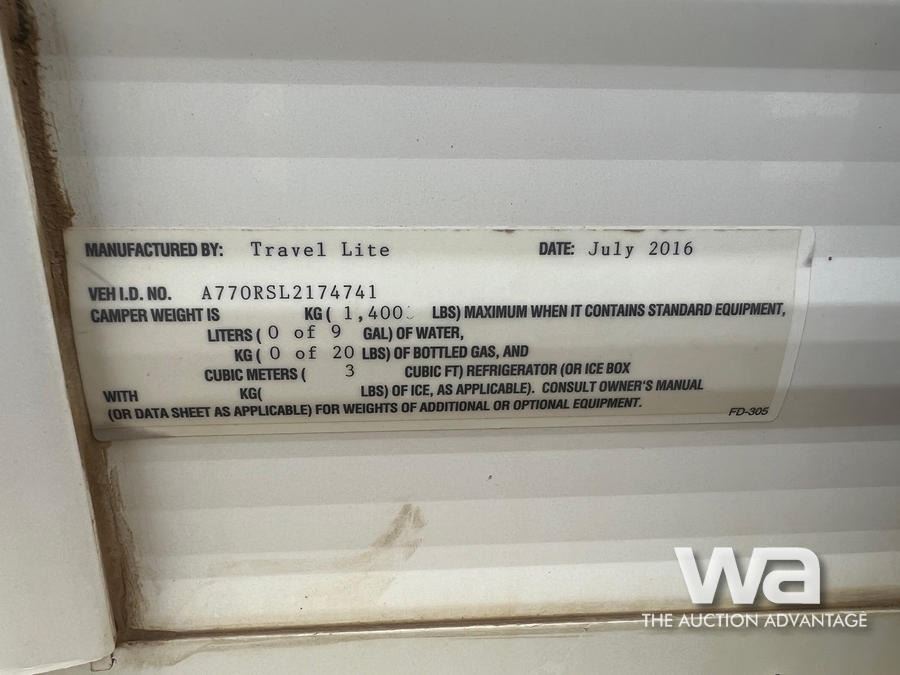 MANUFACTURED BY: Travel Lite DATE: July 2016
VEH I.D. NO. A770RSL2174741
CAMPER WEIGHT IS KG ( 1,400 LBS) MAXIMUM WHEN IT CONTAINS STANDARD EQUIPMENT,
LITERS ( 0 of 9 GAL) OF WATER,
KG ( 0 of 20 LBS) OF BOTTLED GAS, AND
CUBIC METERS ( 3 CUBIC FT) REFRIGERATOR (OR ICE BOX
WITH KG( LBS) OF ICE, AS APPLICABLE). CONSULT OWNER'S MANUAL
(OR DATA SHEET AS APPLICABLE) FOR WEIGHTS OF ADDITIONAL OR OPTIONAL EQUIPMENT.
FD-305
wa
THE AUCTION ADVANTAGE